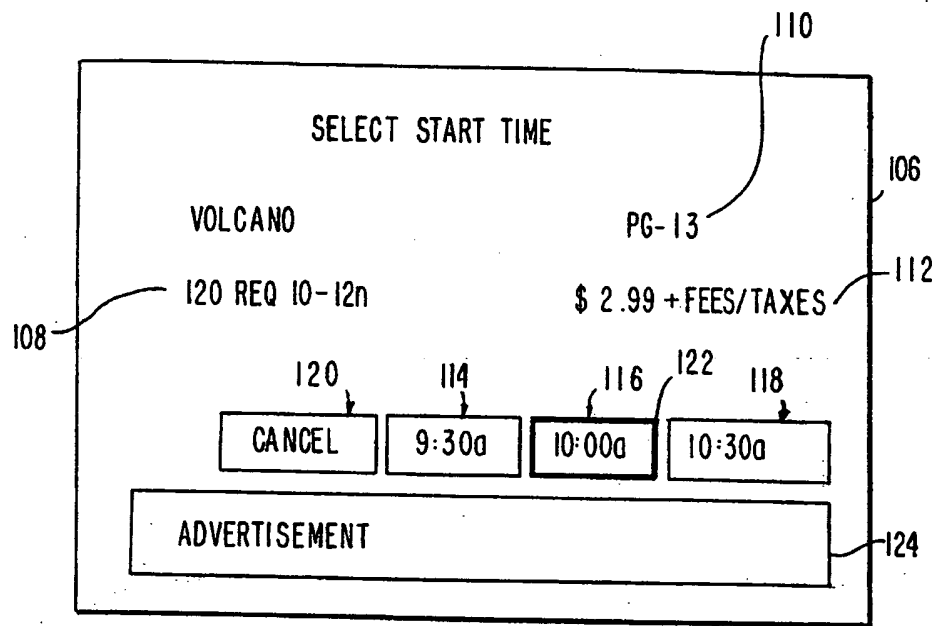 110
SELECT START TIME
106
VOLCANO PG-13
112
120 REQ 10-12n $ 2.99 + FEES/TAXES
108
120 114 116 122 118
CANCEL 9:30a 10:00a 10:30a
ADVERTISEMENT
124